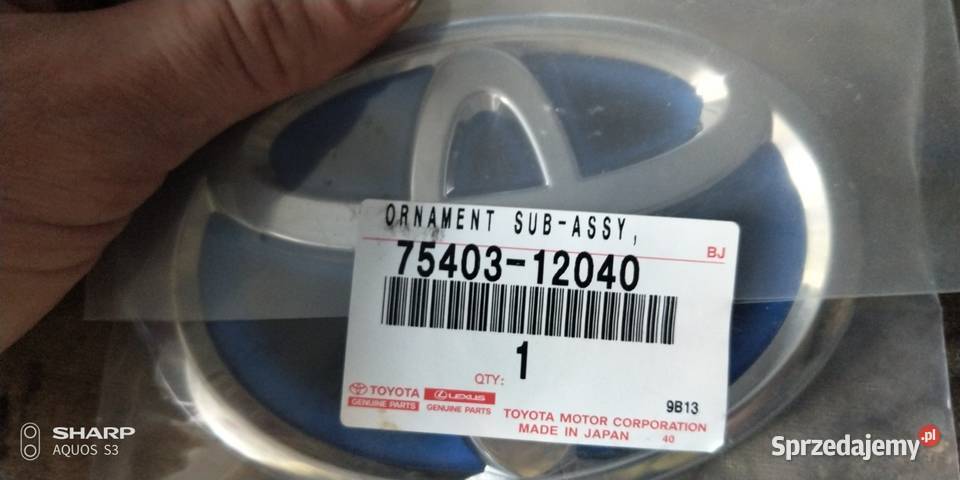 ORNAMENT SUB-ASSY,
BJ
75403-12040
1
QTY:
TOYOTA LEXUS
GENUINE PARTS GENUINE PARTS
9B13
TOYOTA MOTOR CORPORATION
MADE IN JAPAN 40
SHARP
AQUOS S3
Sprzedajemy.pl